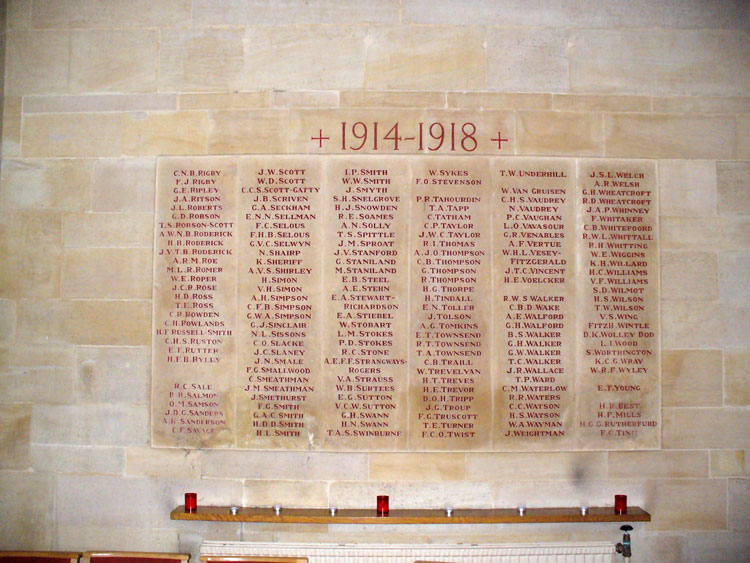 + 1914-1918 +
C.N.B. RIGBY
F.J. RIGBY
G.E. RIPLEY
J.A. RITSON
J.L. ROBERTS
G.D. ROBSON
T.S. ROBSON-SCOTT
A.W.N.B. RODERICK
H.B. RODERICK
J.V.T.B. RODERICK
A.R.M. ROE
M.L.R. ROMER
W.E. ROPER
J.C.R. ROSE
H.D. ROSS
T.E. ROSS
C.P. ROWDEN
C.H. ROWLANDS
H.F. RUSSELL-SMITH
C.H.S. RUSTON
E.F. RUTTER
H.F.B. RYLEY
R.C. SALE
B.H. SALMON
O.M. SAMSON
J.D.G. SANDERS
A.H. SANDERSON
C.F. SAVAGE
J.W. SCOTT
W.D. SCOTT
C.C.S. SCOTT-GATTY
J.B. SCRIVEN
G.A. SECKHAM
E.N.N. SELLMAN
F.C. SELOUS
F.H.B. SELOUS
G.V.C. SELWYN
N. SHAIRP
K. SHERIFF
A.V.S. SHIRLEY
H. SIMON
V.H. SIMON
A.H. SIMPSON
C.F.B. SIMPSON
G.W.A. SIMPSON
G.J. SINCLAIR
N.L. SISSONS
C.O. SLACKE
J.C. SLANEY
J.N. SMALE
F.G. SMALLWOOD
C. SMEATHMAN
J.M. SMEATHMAN
J. SMETHURST
F.G. SMITH
G.A.C. SMITH
H.D.D. SMITH
H.L. SMITH
I.P. SMITH
W.W. SMITH
J. SMYTH
S.H. SNELGROVE
H.J. SNOWDEN
R.E. SOAMES
A.N. SOLLY
T.S. SPITTLE
J.M. SPROAT
J.V. STANFORD
G. STANILAND
M. STANILAND
E.B. STEEL
A.E. STEHN
E.A. STEWART-
RICHARDSON
E.A. STIEBEL
W. STOBART
L.M. STOKES
P.D. STOKES
R.C. STONE
A.E.F.F. STRANGWAYS-
ROGERS
V.A. STRAUSS
W.B. SURTEES
E.G. SUTTON
V.C.W. SUTTON
G.H. SWANN
H.N. SWANN
T.A.S. SWINBURNE
W. SYKES
F.O. STEVENSON
P.R. TAHOURDIN
T.A. TAPP
C. TATHAM
C.P. TAYLOR
J.W.C. TAYLOR
R.I. THOMAS
A.J.O. THOMPSON
C.B. THOMPSON
G. THOMPSON
R. THOMPSON
H.G. THORPE
H. TINDALL
E.N. TOLLER
J. TOLSON
A.G. TOMKINS
E.T. TOWNSEND
R.T. TOWNSEND
T.A. TOWNSEND
C.B. TRAILL
W. TREVELYAN
H.T. TREVES
H.E. TREVOR
D.O.H. TRIPP
J.G. TROUP
F.C. TRUSCOTT
T.E. TURNER
F.C.O. TWIST
T.W. UNDERHILL
W. VAN GRUISEN
C.H.S. VAUDREY
N. VAUDREY
P.C. VAUGHAN
L.O. VAVASOUR
G.R. VENABLES
A.F. VERTUE
W.H.L. VESEY-
FITZGERALD
J.T.C. VINCENT
H.E. VOELCKER
R.W.S. WALKER
C.B.D. WAKE
A.E. WALFORD
G.H. WALFORD
B.S. WALKER
G.H. WALKER
G.W. WALKER
T.C. WALKER
J.R. WALLACE
T.P. WARD
C.M. WATERLOW
R.R. WATERS
C.C. WATSON
H.S. WATSON
W.A. WAYMAN
J. WEIGHTMAN
J.S.L. WELCH
A.R. WELSH
G.H. WHEATCROFT
R.D. WHEATCROFT
J.A.P. WHINNEY
F. WHITAKER
C.B. WHITEFOORD
R.W.L. WHITTALL
R.H. WHITTING
W.E. WIGGINS
K.H. WILLARD
H.C. WILLIAMS
V.F. WILLIAMS
S.D. WILMOT
H.S. WILSON
T.W. WILSON
V.S. WING
FITZH. WINTLE
D.K. WOLLEY DOD
L.I. WOOD
S. WORTHINGTON
K.C.G. WRAY
W.R.F. WYLEY
E.T. YOUNG
H.R. BEST
H.P. MILLS
H.G.G. RUTHERFURD